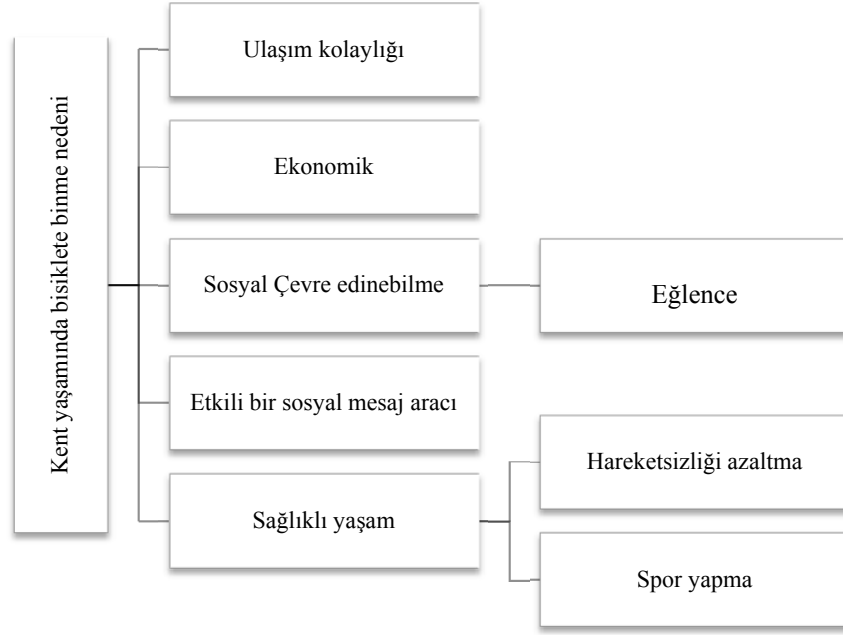 Kent yaşamında bisiklete binme nedeni
Ulaşım kolaylığı
Ekonomik
Sosyal Çevre edinebilme
Eğlence
Etkili bir sosyal mesaj aracı
Sağlıklı yaşam
Hareketsizliği azaltma
Spor yapma